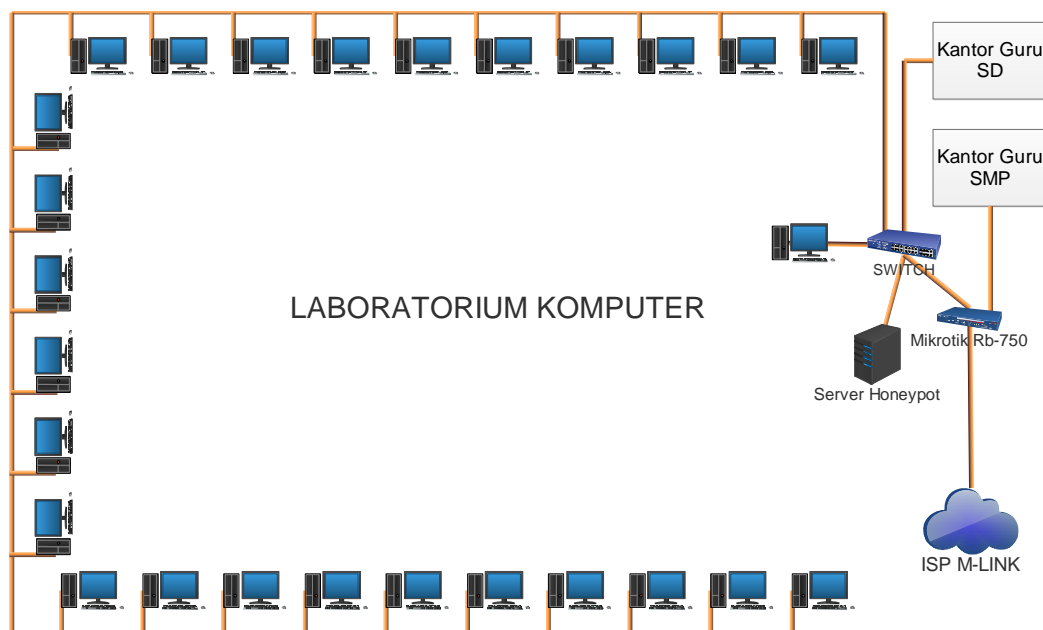 Kantor Guru
SD
Kantor Guru
SMP
SWITCH
LABORATORIUM KOMPUTER
Mikrotik Rb-750
Server Honeypot
ISP M-LINK